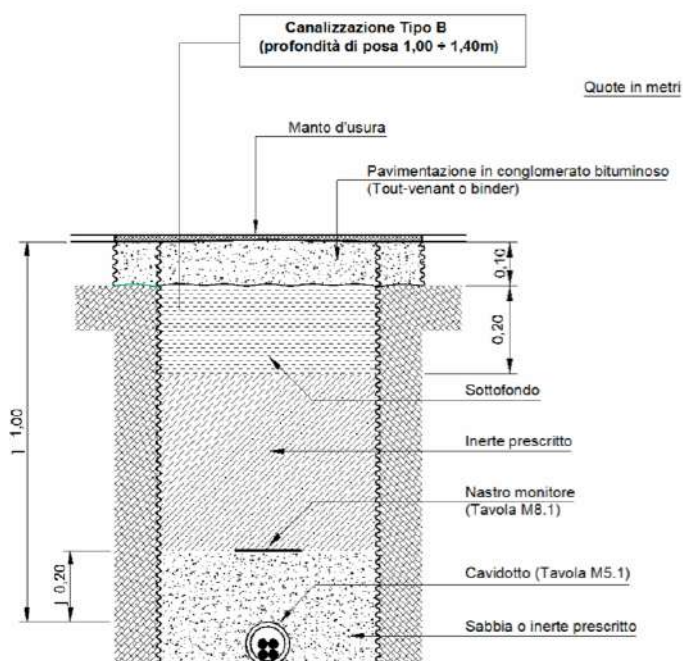 Canalizzazione Tipo B
(profondità di posa 1,00 ÷ 1,40m)
Quote in metri
Manto d'usura
Pavimentazione in conglomerato bituminoso
(Tout-venant o binder)
0,10
0,20
Sottofondo
] 1,00
Inerte prescritto
Nastro monitore
(Tavola M8.1)
] 0,20
Cavidotto (Tavola M5.1)
Sabbia o inerte prescritto